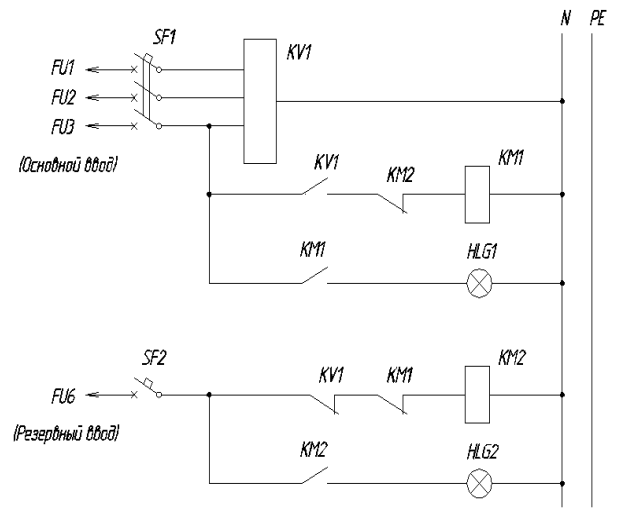 N PE
SF1
KV1
FU1
FU2
FU3
(Основной ввод)
KV1
KM2
KM1
KM1
HLG1
SF2
KV1
KM1
KM2
FU6
(Резервный ввод)
KM2
HLG2